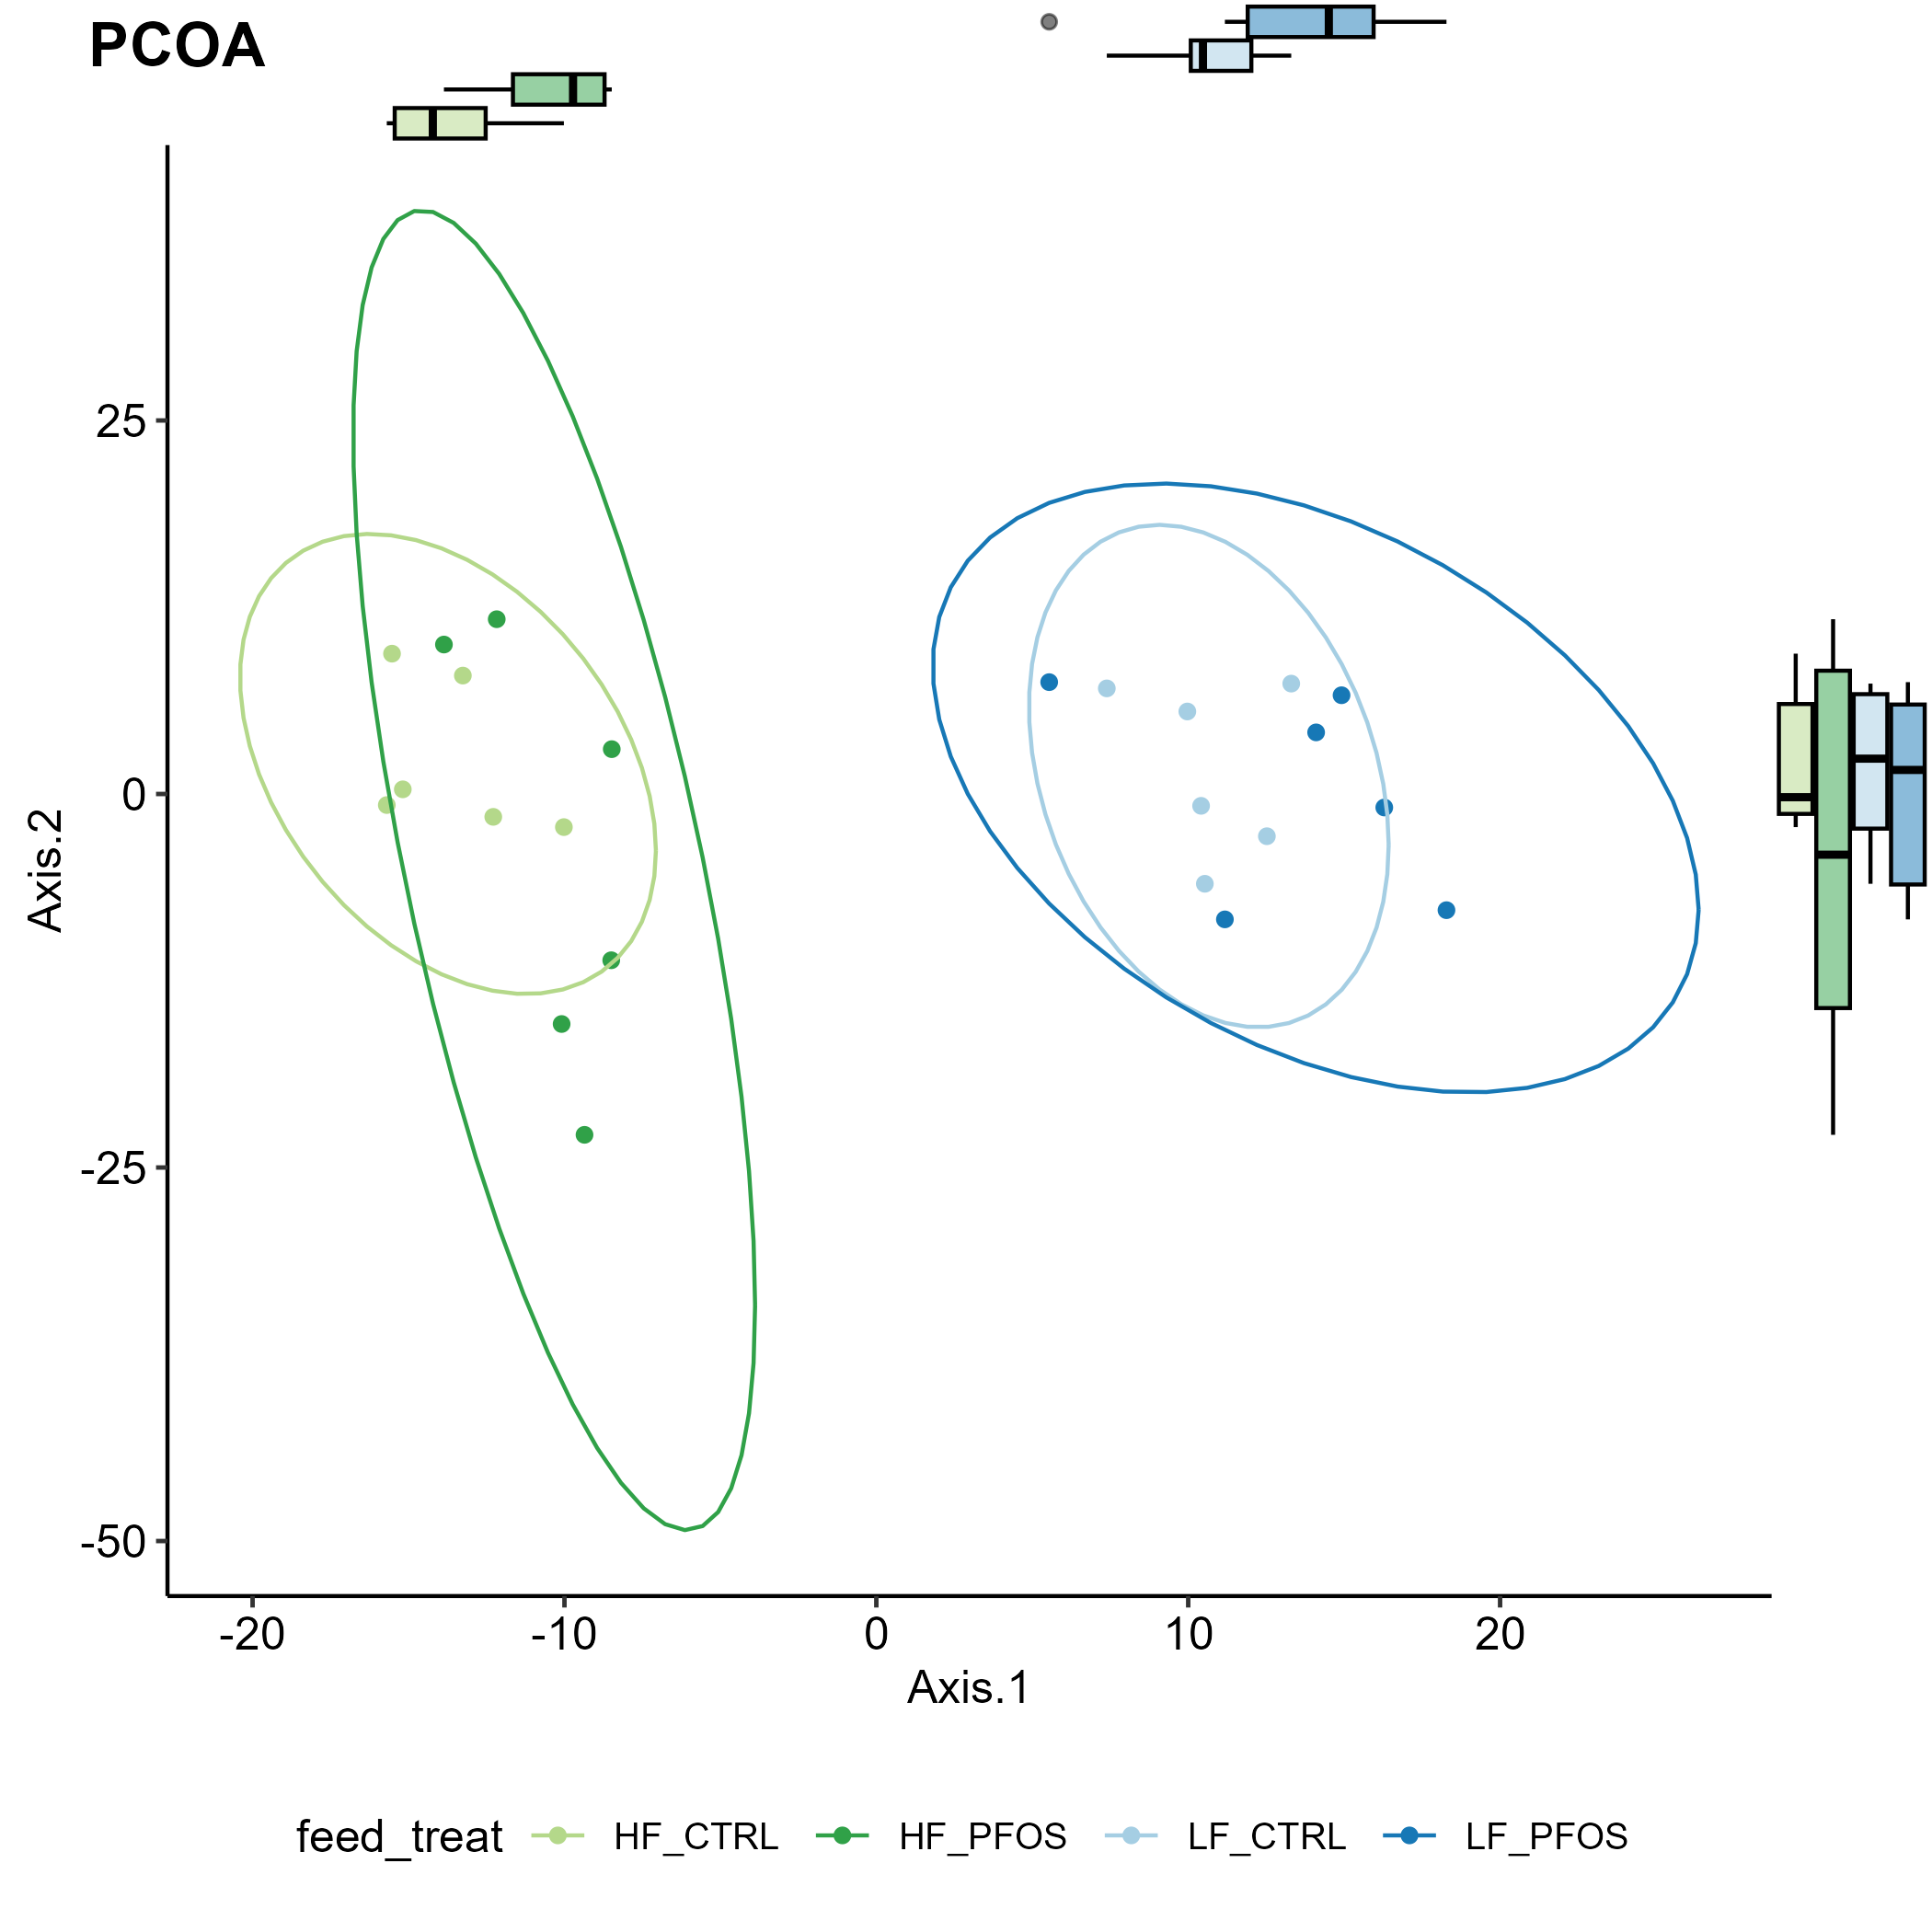 PCOA
25
0
-25
-50
Axis.2
-20 -10 0 10 20
Axis.1
feed_treat HF_CTRL HF_PFOS LF_CTRL LF_PFOS